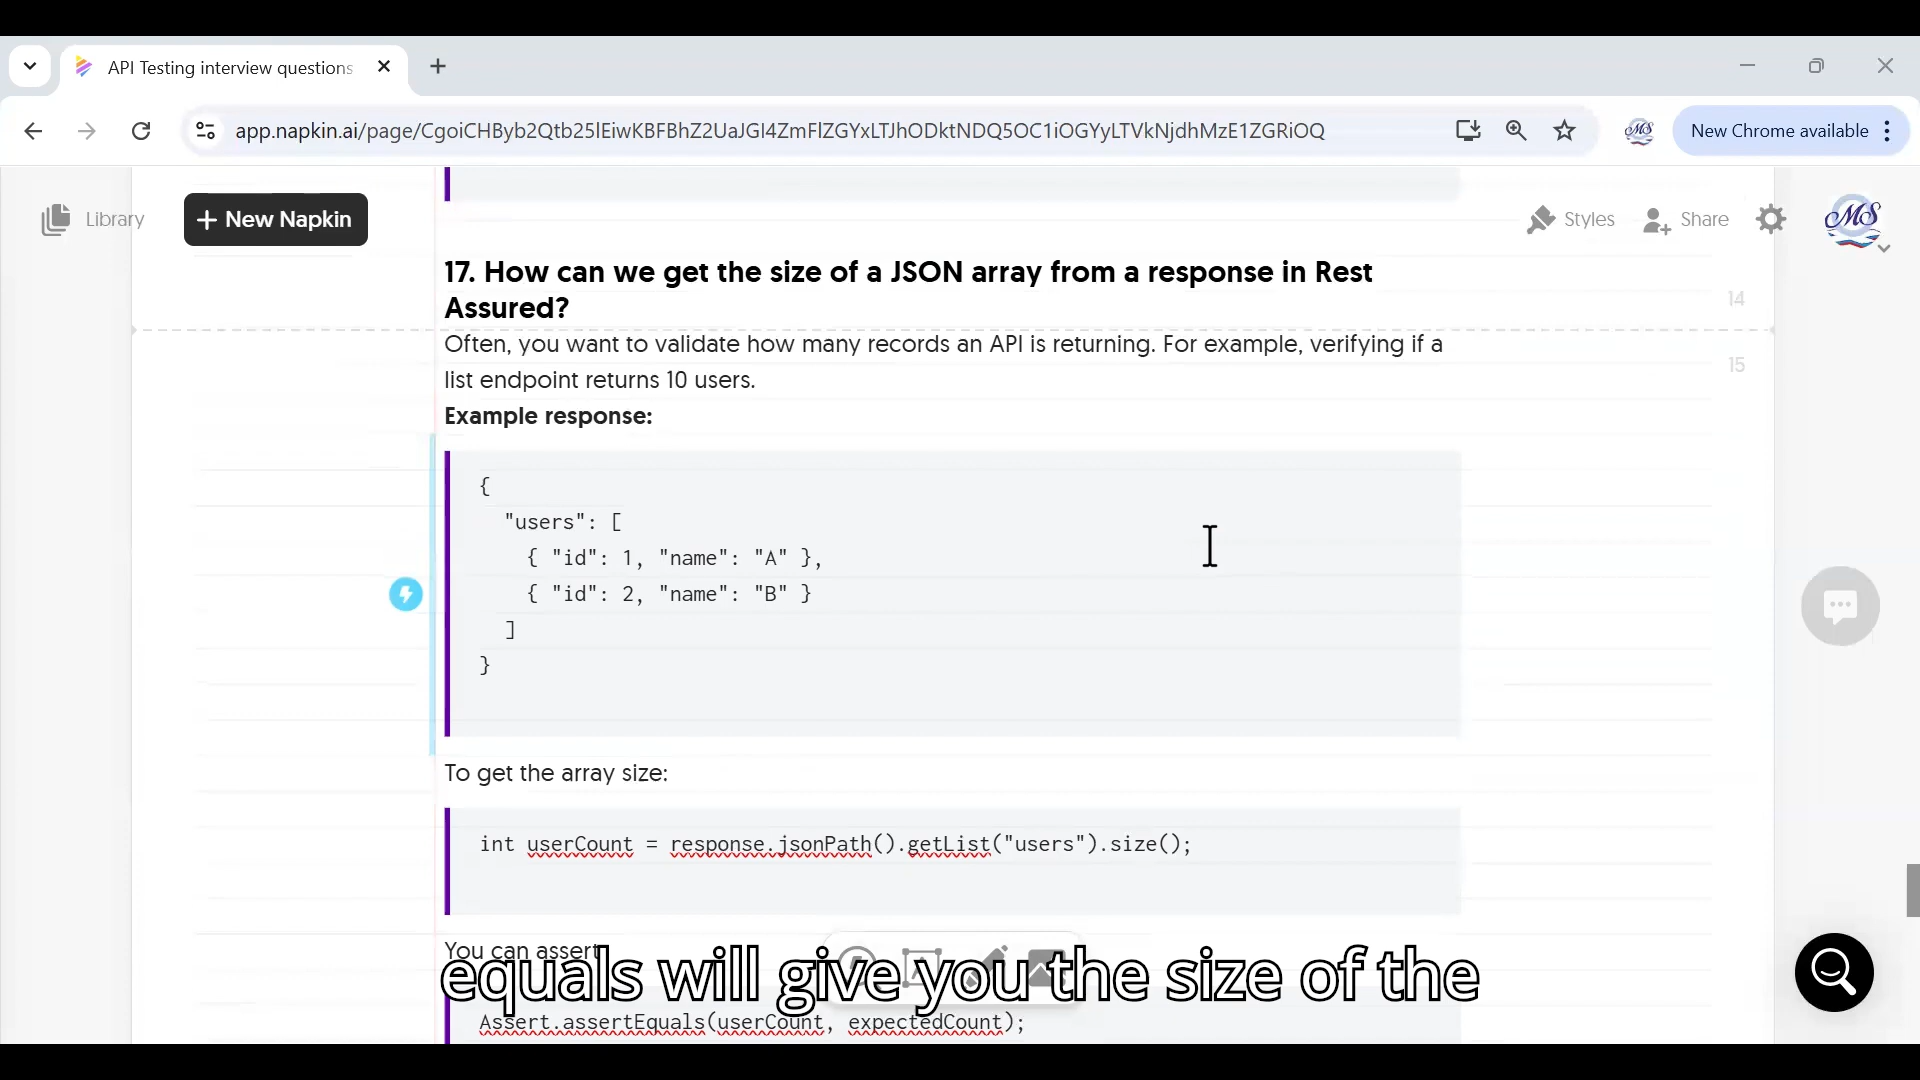 API Testing interview questions
app.napkin.ai/page/CgoiCHByb2Qtb25lEiwKBFBhZ2UaJGI4ZmFlZGYxLTJhODktNDQ5OC1iOGYyLTVkNjdhMzE1ZGRiOQ
New Chrome available
Library
+ New Napkin
Styles
Share
MS
17. How can we get the size of a JSON array from a response in Rest
Assured?
14
Often, you want to validate how many records an API is returning. For example, verifying if a
15
list endpoint returns 10 users.
Example response:
{
"users": [
{ "id": 1, "name": "A" },
{ "id": 2, "name": "B" }
]
}
To get the array size:
int userCount = response.jsonPath().getList("users").size();
You can assert
equals will give you the size of the
Assert.assertEquals(userCount, expectedCount);